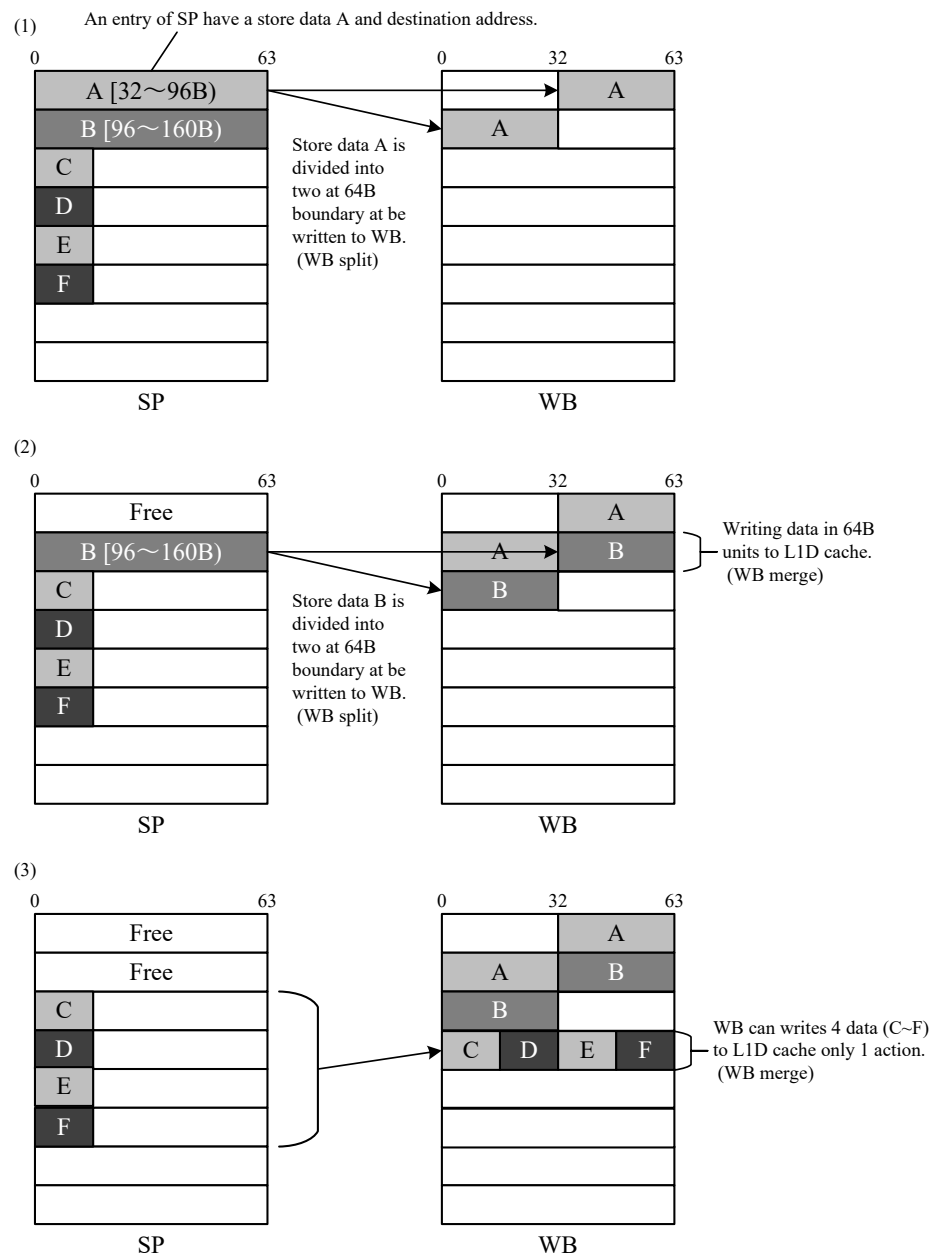 (1)
An entry of SP have a store data A and destination address.
0 63 0 32 63
A [32～96B) A
B [96～160B) A
C
D
E
F
Store data A is
divided into
two at 64B
boundary at be
written to WB.
(WB split)
SP WB
(2)
0 63 0 32 63
Free A
B [96～160B) A B
C B
D
E
F
Store data B is
divided into
two at 64B
boundary at be
written to WB.
(WB split)
Writing data in 64B
units to L1D cache.
(WB merge)
SP WB
(3)
0 63 0 32 63
Free A
Free A B
C B
D C D E F
E
F
WB can writes 4 data (C~F)
to L1D cache only 1 action.
(WB merge)
SP WB